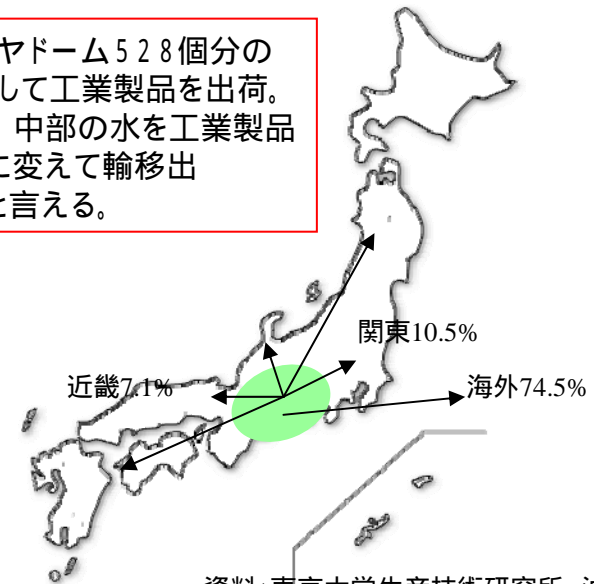 ヤドーム528個分の
して工業製品を出荷。
中部の水を工業製品
に変えて輸移出
と言える。
関東10.5%
近畿7.1%
海外74.5%
資料:東京大学生産技術研究所